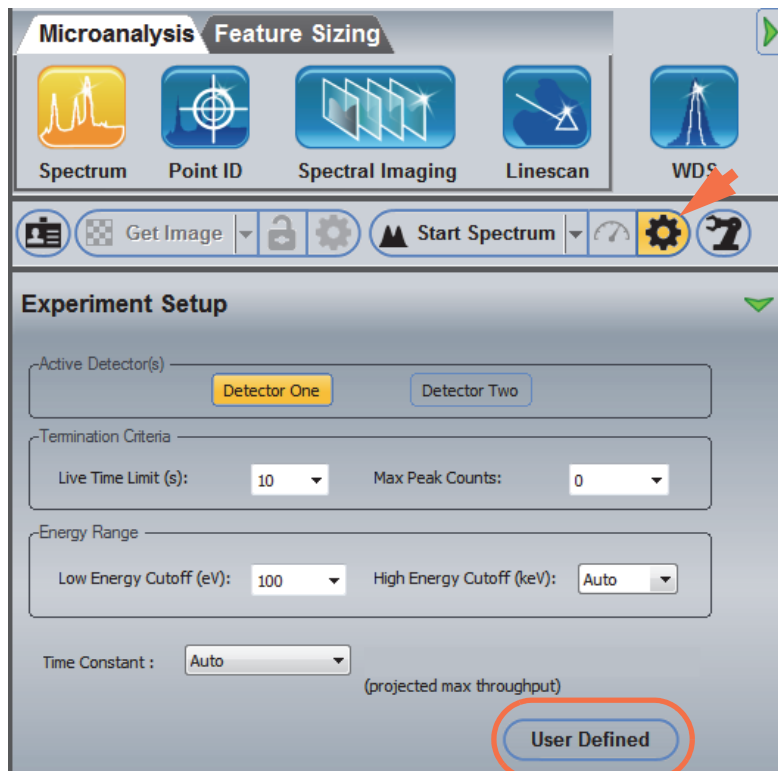 Microanalysis Feature Sizing
Spectrum Point ID Spectral Imaging Linescan WDS
Get Image Start Spectrum
Experiment Setup
Active Detector(s)
Detector One Detector Two
Termination Criteria
Live Time Limit (s): 10 Max Peak Counts: 0
Energy Range
Low Energy Cutoff (eV): 100 High Energy Cutoff (keV): Auto
Time Constant : Auto
(projected max throughput)
User Defined